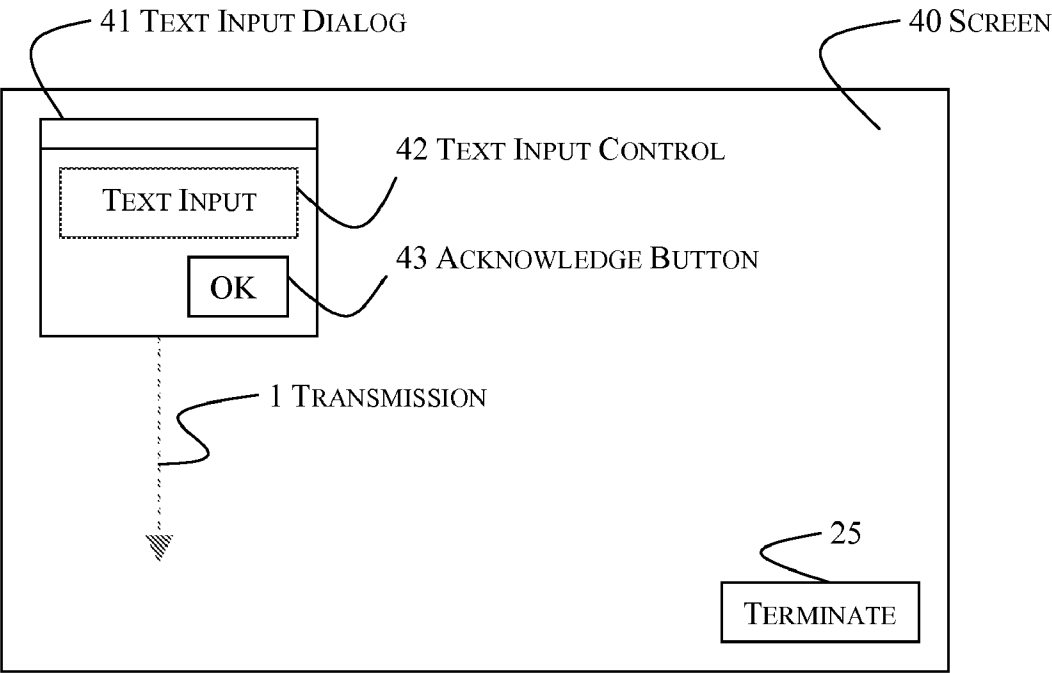 41 TEXT INPUT DIALOG
40 SCREEN
42 TEXT INPUT CONTROL
TEXT INPUT
43 ACKNOWLEDGE BUTTON
OK
1 TRANSMISSION
25
TERMINATE